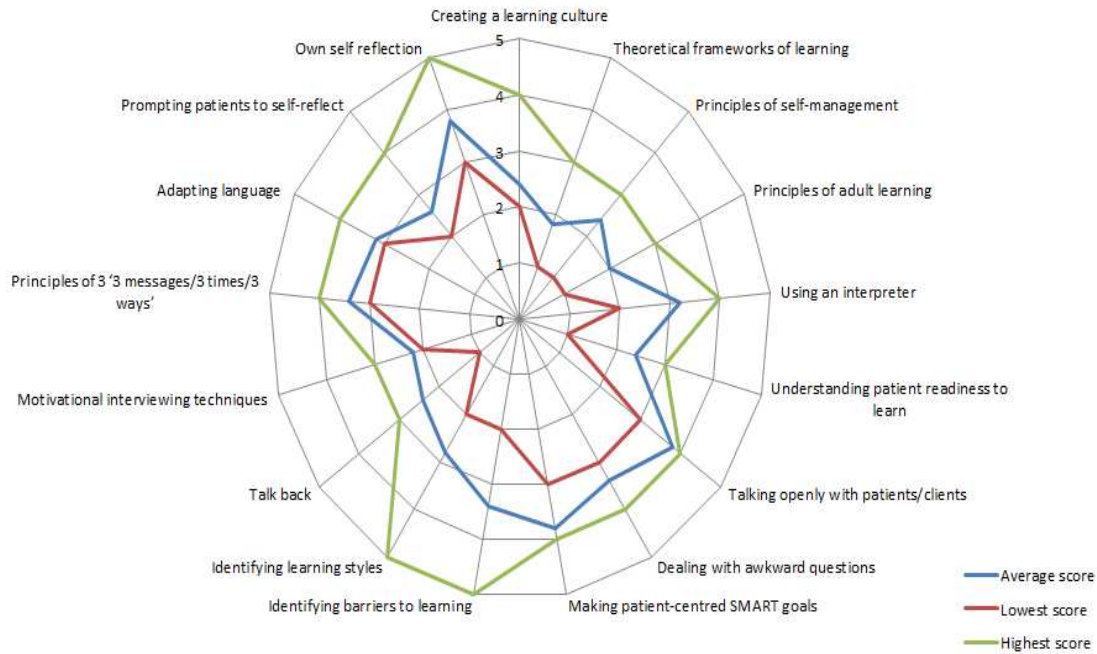 Creating a learning culture
Own self reflection
Theoretical frameworks of learning
Prompting patients to self-reflect
Principles of self-management
Adapting language
Principles of adult learning
Principles of 3 ‘3 messages/3 times/3
ways’
Using an interpreter
Motivational interviewing techniques
Understanding patient readiness to
learn
Talk back
Talking openly with patients/clients
Identifying learning styles
Dealing with awkward questions
Identifying barriers to learning
Making patient-centred SMART goals
5
4
3
2
1
0
Average score
Lowest score
Highest score